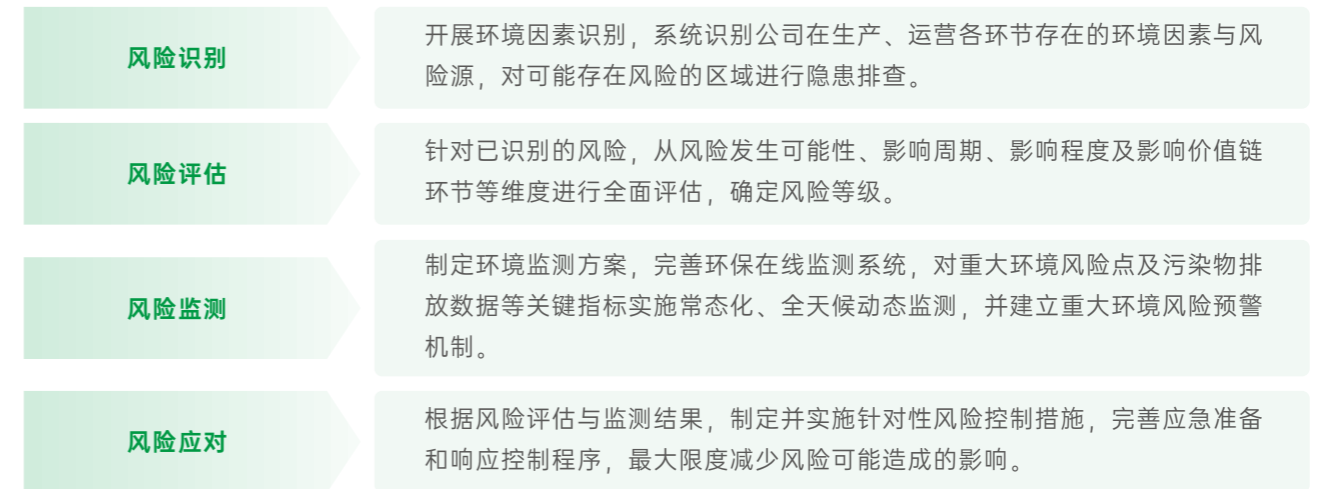 风险识别
开展环境因素识别，系统识别公司在生产、运营各环节存在的环境因素与风
险源，对可能存在风险的区域进行隐患排查。
风险评估
针对已识别的风险，从风险发生可能性、影响周期、影响程度及影响价值链
环节等维度进行全面评估，确定风险等级。
风险监测
制定环境监测方案，完善环保在线监测系统，对重大环境风险点及污染物排
放数据等关键指标实施常态化、全天候动态监测，并建立重大环境风险预警
机制。
风险应对
根据风险评估与监测结果，制定并实施针对性风险控制措施，完善应急准备
和响应控制程序，最大限度减少风险可能造成的影响。